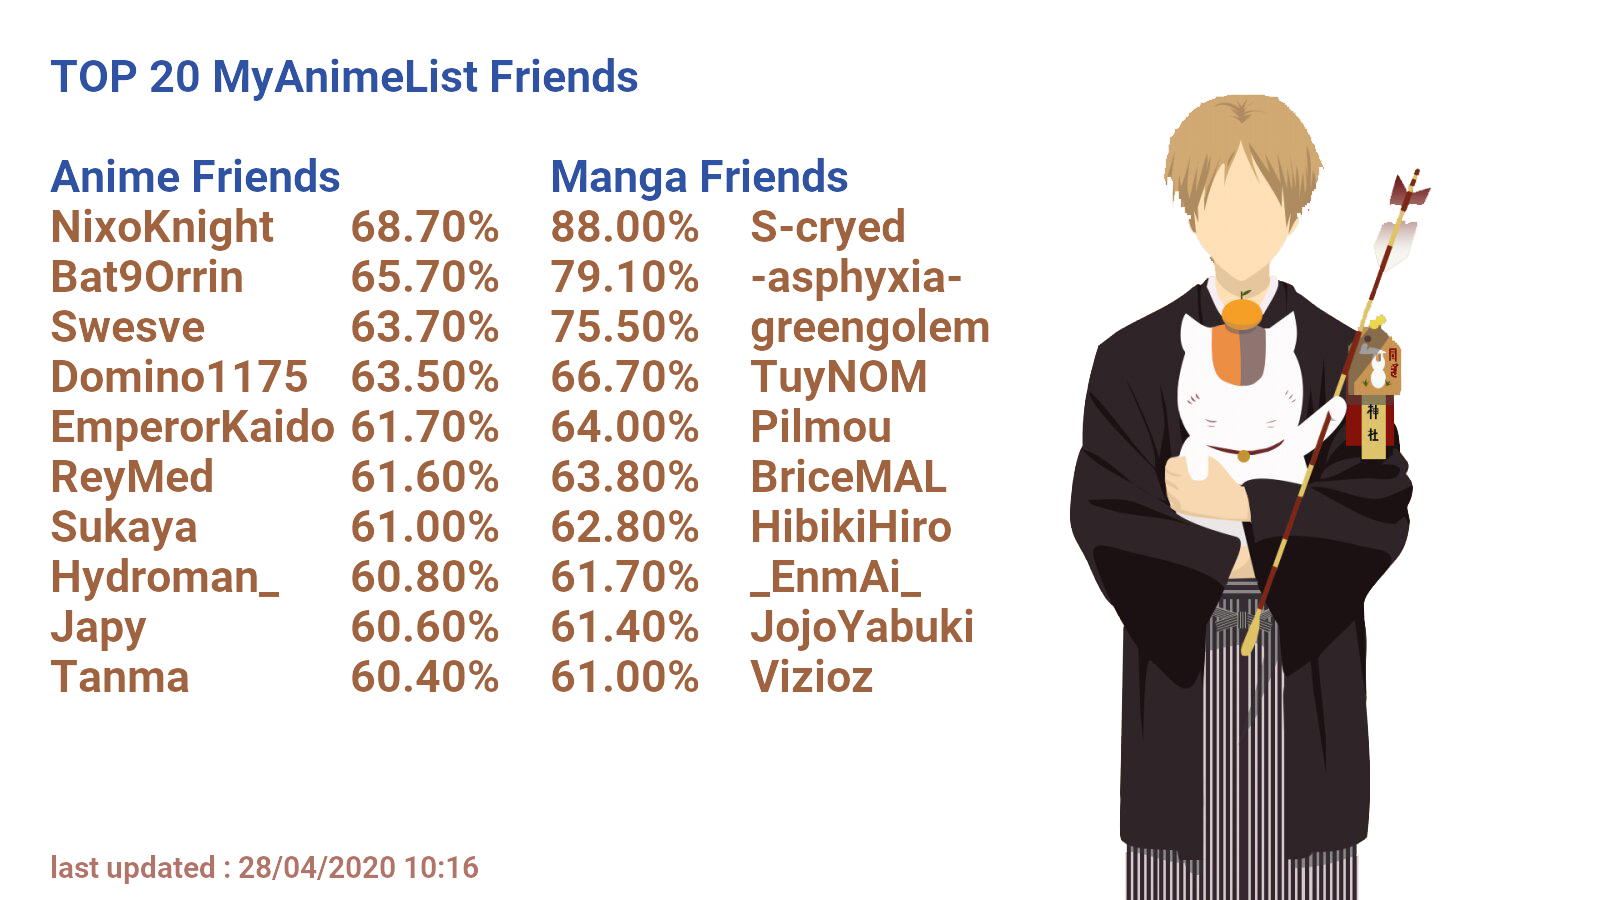 TOP 20 MyAnimeList Friends
Anime Friends Manga Friends
NixoKnight 68.70% 88.00% S-cryed
Bat9Orrin 65.70% 79.10% -asphyxia-
Swesve 63.70% 75.50% greengolem
Domino1175 63.50% 66.70% TuyNOM
EmperorKaido 61.70% 64.00% Pilmou
ReyMed 61.60% 63.80% BriceMAL
Sukaya 61.00% 62.80% HibikiHiro
Hydroman_ 60.80% 61.70% _EnmAi_
Japy 60.60% 61.40% JojoYabuki
Tanma 60.40% 61.00% Vizioz
神社
last updated : 28/04/2020 10:16